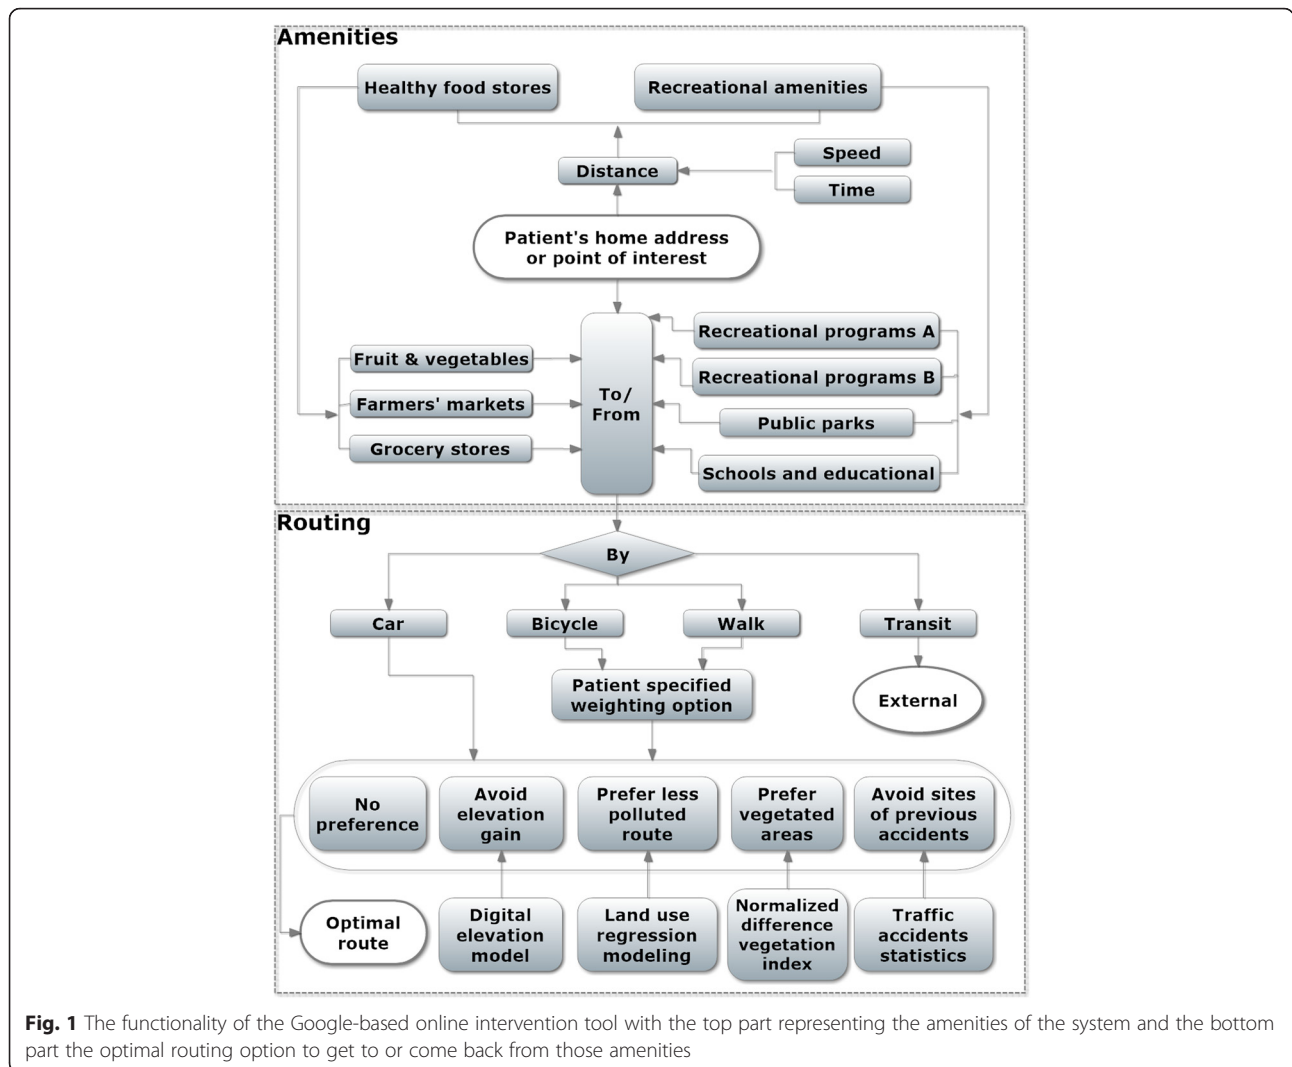 Amenities
Healthy food stores
Recreational amenities
Distance
Speed
Time
Patient's home address
or point of interest
To/
From
Fruit & vegetables
Farmers' markets
Grocery stores
Recreational programs A
Recreational programs B
Public parks
Schools and educational
Routing
By
Car
Bicycle
Walk
Transit
Patient specified
weighting option
External
No
preference
Avoid
elevation
gain
Prefer less
polluted
route
Prefer
vegetated
areas
Avoid sites
of previous
accidents
Optimal
route
Digital
elevation
model
Land use
regression
modeling
Normalized
difference
vegetation
index
Traffic
accidents
statistics
Fig. 1 The functionality of the Google-based online intervention tool with the top part representing the amenities of the system and the bottom
part the optimal routing option to get to or come back from those amenities